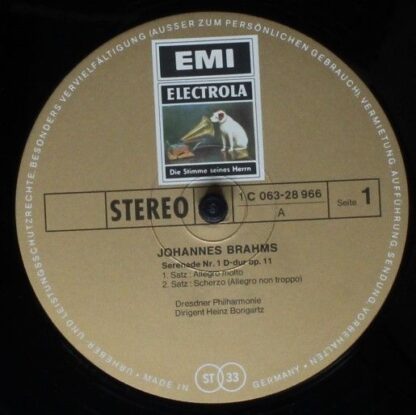 EMI
ELECTROLA
Die Stimme seines Herrn
STEREO
1 C 063-28 966
A
Seite 1
JOHANNES BRAHMS
Serenade Nr. 1 D-dur op. 11
1. Satz: Allegro molto
2. Satz: Scherzo (Allegro non troppo)
Dresdner Philharmonie
Dirigent Heinz Bongartz
URHEBER- UND LEISTUNGSSCHUTZRECHTE, BESONDERS VERVIELFÄLTIGUNG (AUSSER ZUM PERSÖNLICHEN GEBRAUCH), VERMIETUNG, AUFFÜHRUNG, SENDUNG VORBEHALTEN
MADE IN GERMANY
ST 33